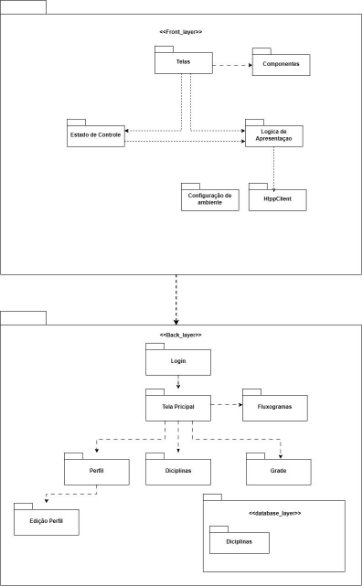 <<Front_layer>>
Telas
Componentes
Estado de Controle
Logica de
Apresentaçao
Configuração de
ambiente
HtppClient
<<Back_layer>>
Login
Tela Pricipal
Fluxogramas
Perfil
Diciplinas
Grade
Edição Perfil
<<database_layer>>
Diciplinas